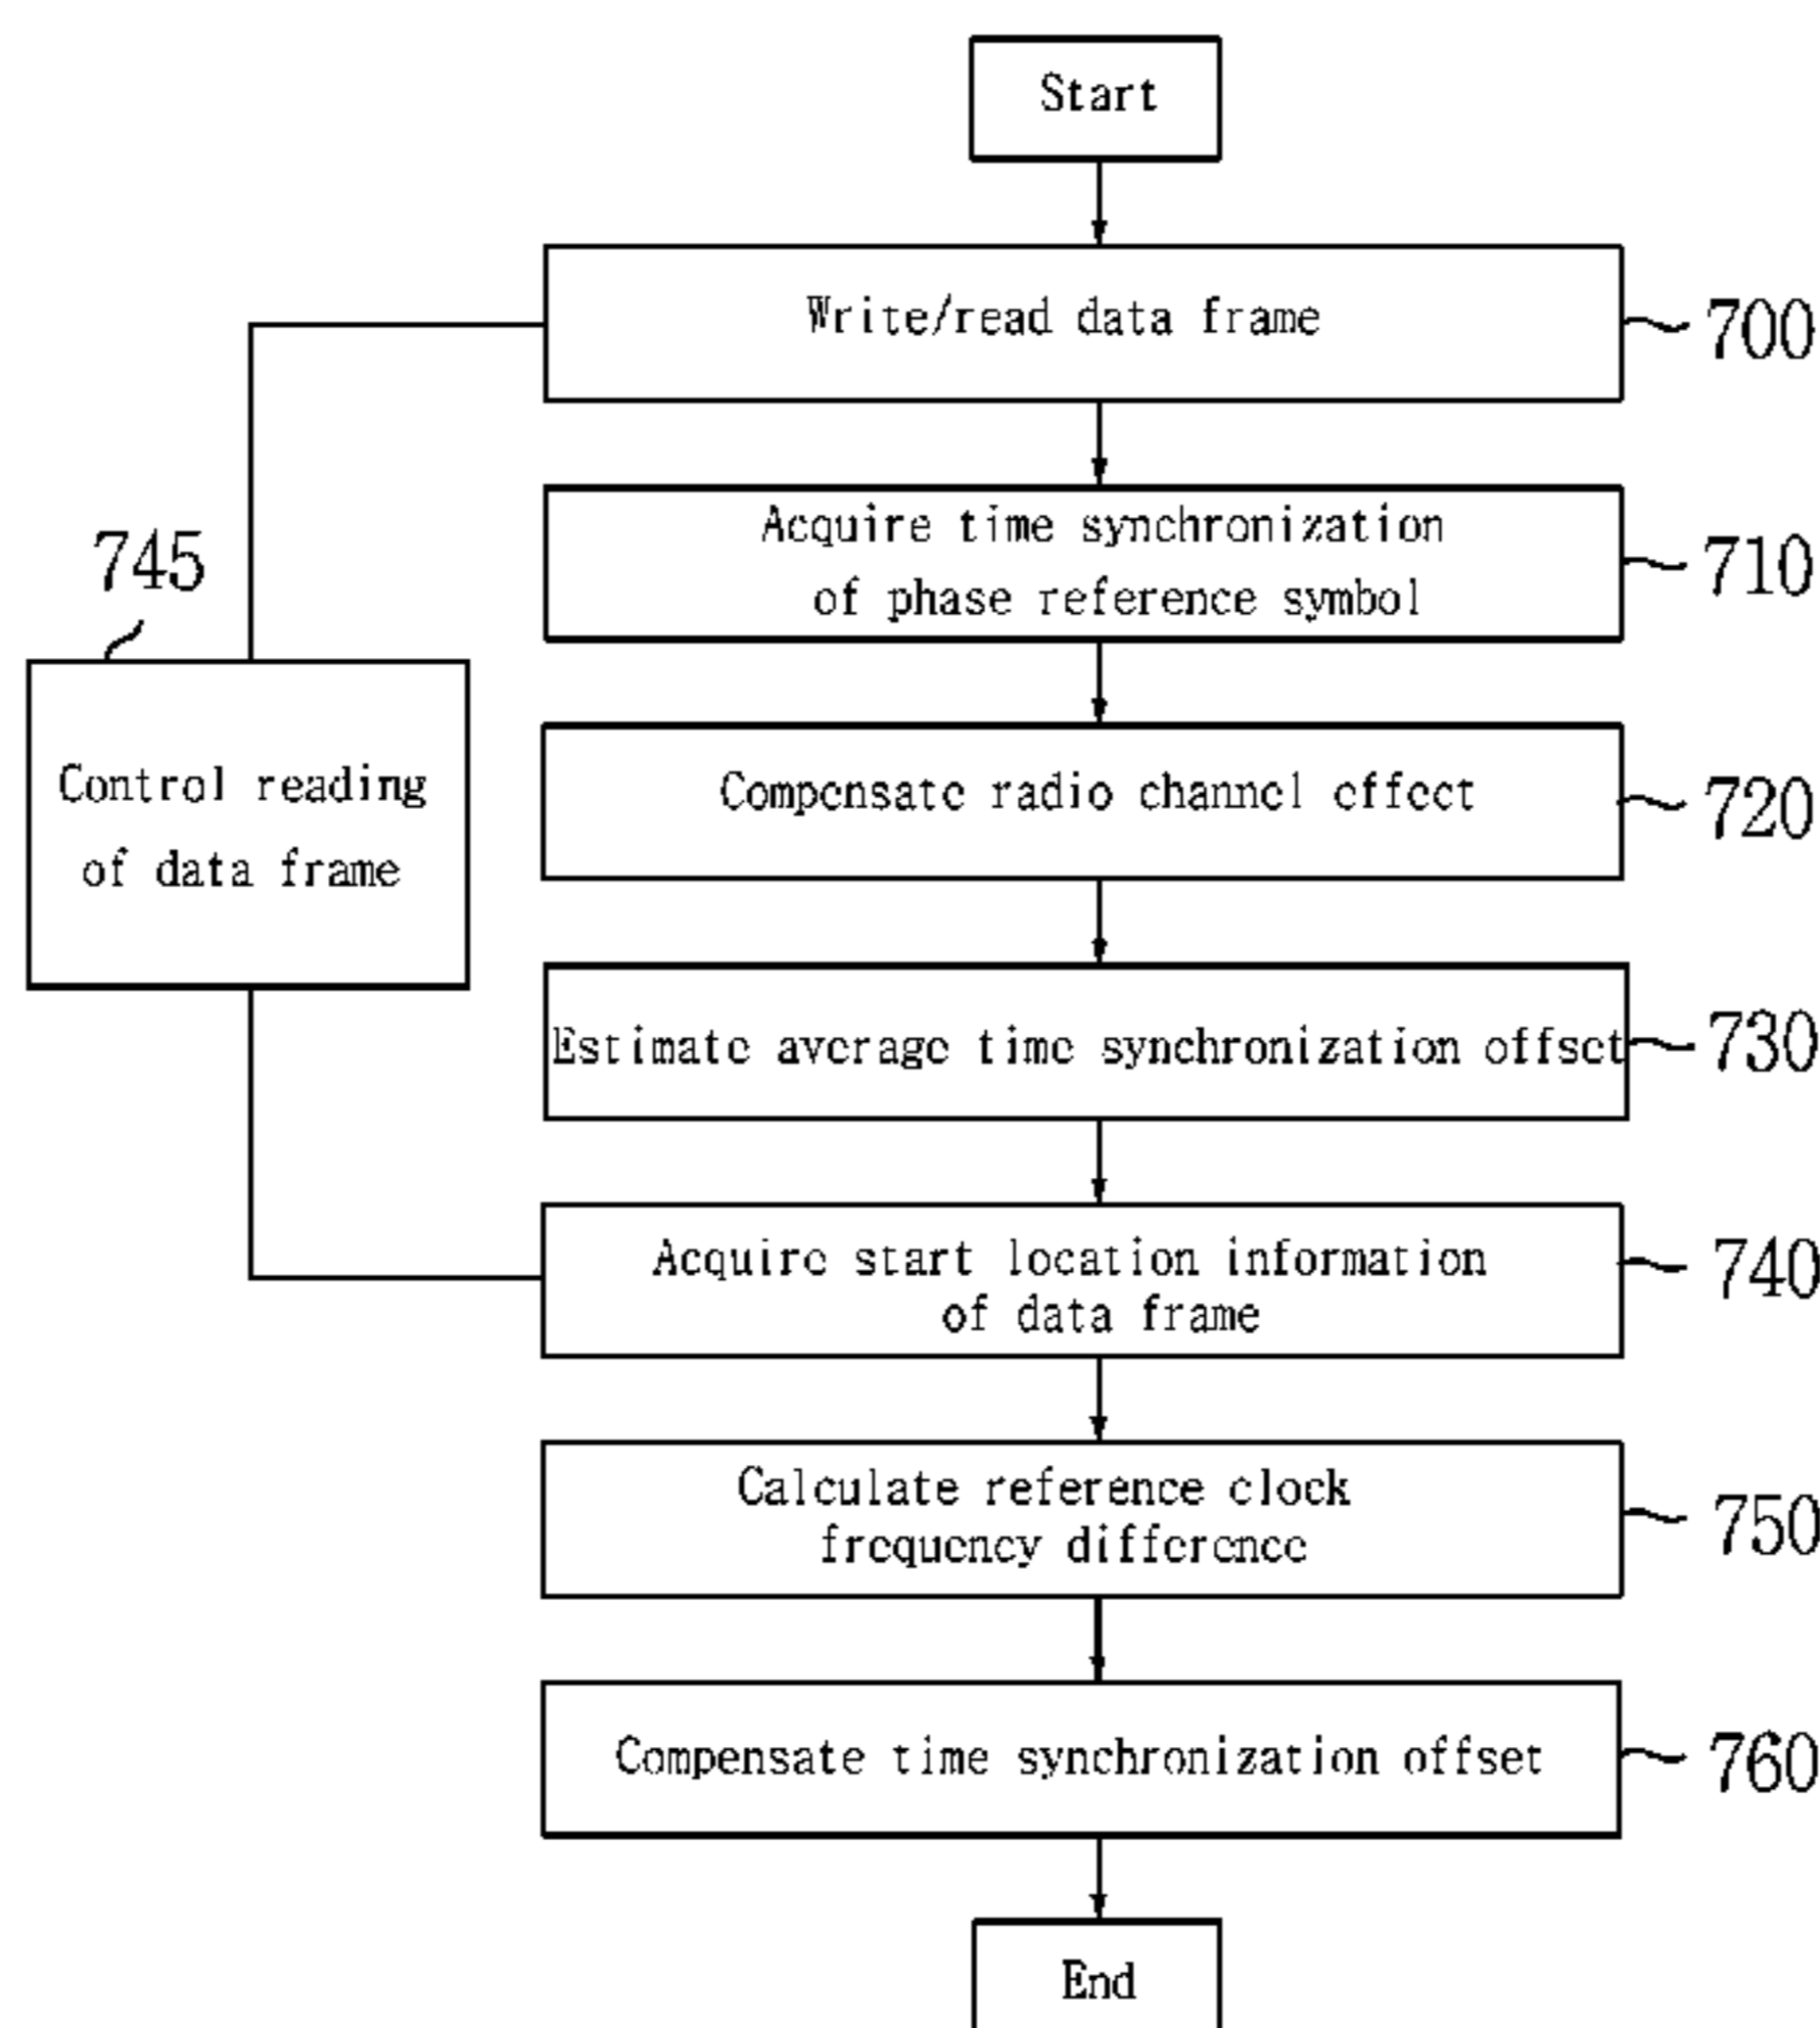 Start
Write/read data frame
700
Acquire time synchronization
of phase reference symbol
710
745
Control reading
of data frame
Compensate radio channel effect
720
Estimate average time synchronization offset
730
Acquire start location information
of data frame
740
Calculate reference clock
frequency difference
750
Compensate time synchronization offset
760
End